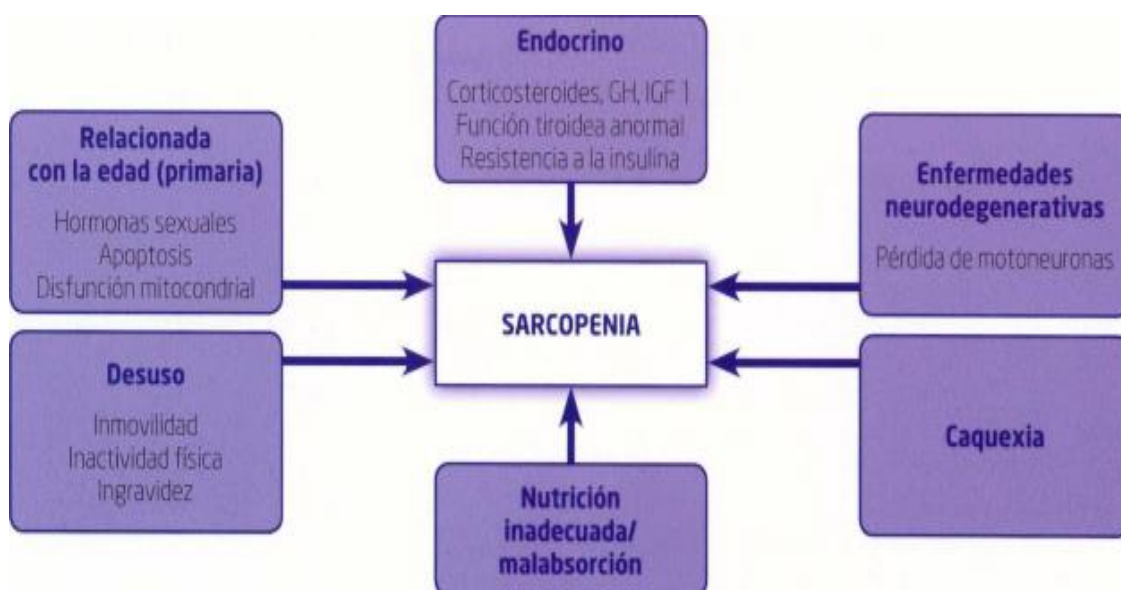 Endocrino
Corticosteroides, GH, IGF 1
Función tiroidea anormal
Resistencia a la insulina
Relacionada
con la edad (primaria)
Hormonas sexuales
Apoptosis
Disfunción mitocondrial
Enfermedades
neurodegenerativas
Pérdida de motoneuronas
SARCOPENIA
Desuso
Inmovilidad
Inactividad física
Ingravidez
Caquexia
Nutrición
inadecuada/
malabsorción